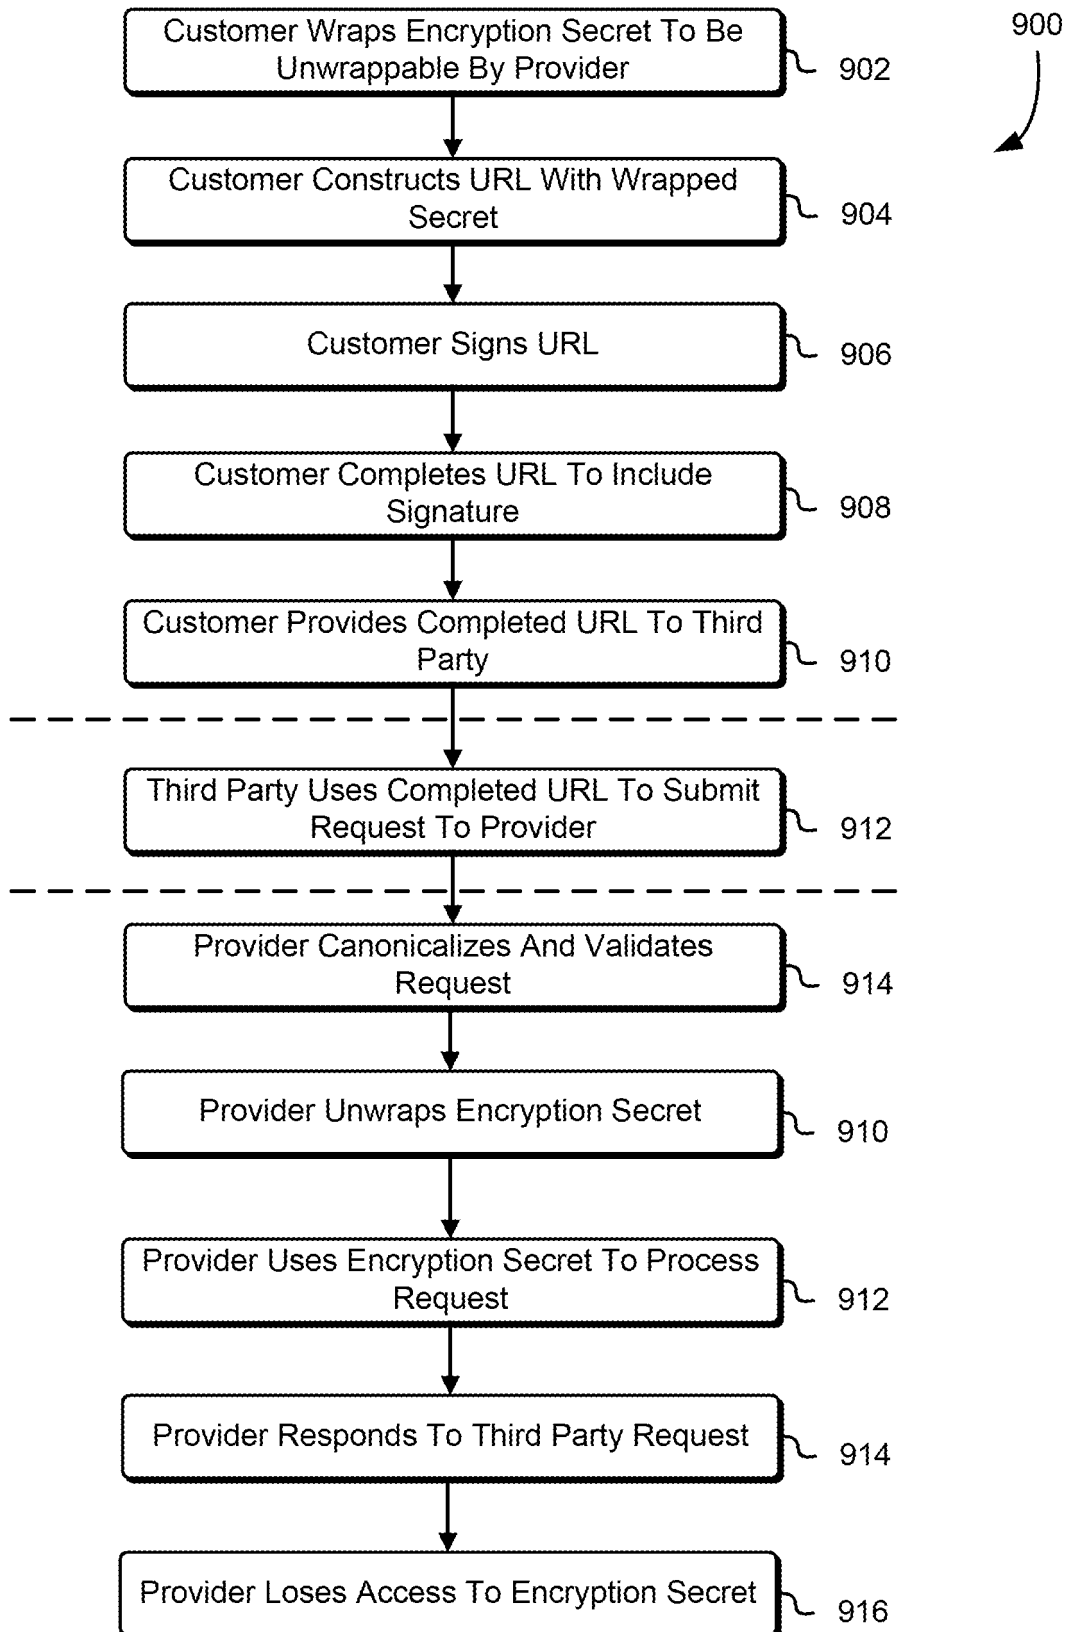 900
Customer Wraps Encryption Secret To Be
Unwrappable By Provider
902
Customer Constructs URL With Wrapped
Secret
904
Customer Signs URL
906
Customer Completes URL To Include
Signature
908
Customer Provides Completed URL To Third
Party
910
Third Party Uses Completed URL To Submit
Request To Provider
912
Provider Canonicalizes And Validates
Request
914
Provider Unwraps Encryption Secret
910
Provider Uses Encryption Secret To Process
Request
912
Provider Responds To Third Party Request
914
Provider Loses Access To Encryption Secret
916